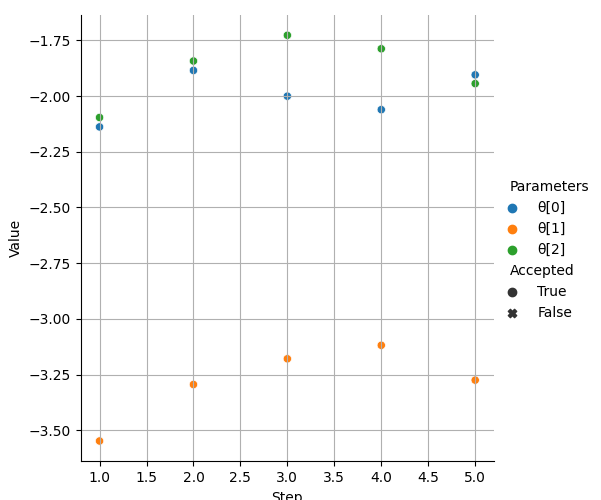 −1.75
−2.00
−2.25
−2.50
−2.75
−3.00
−3.25
−3.50
Value
1.0 1.5 2.0 2.5 3.0 3.5 4.0 4.5 5.0
Step
Parameters
θ[0]
θ[1]
θ[2]
Accepted
True
False